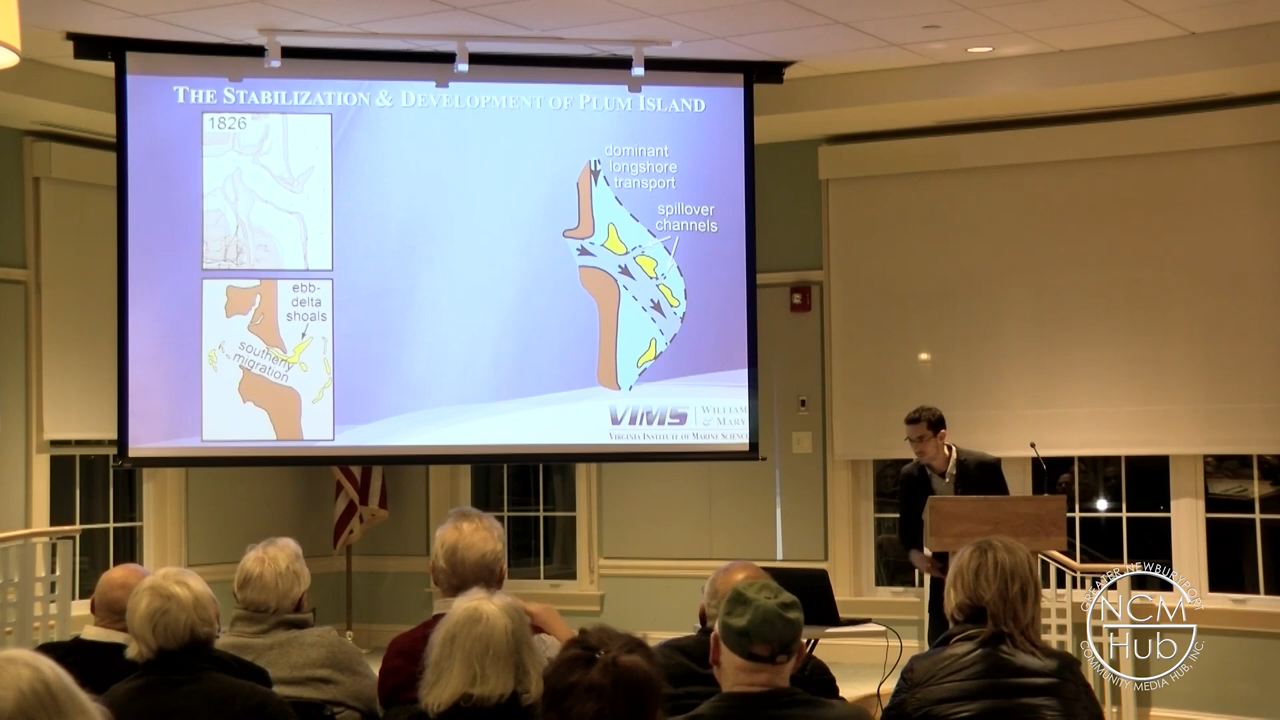 THE STABILIZATION & DEVELOPMENT OF PLUM ISLAND
1826
dominant
longshore
transport
spillover
channels
ebb-
delta
shoals
southerly
migration
VIMS
WILLIAM
& MARY
VIRGINIA INSTITUTE OF MARINE SCIENCE
GREATER NEWBURYPORT
NCM
Hub
COMMUNITY MEDIA HUB, INC.